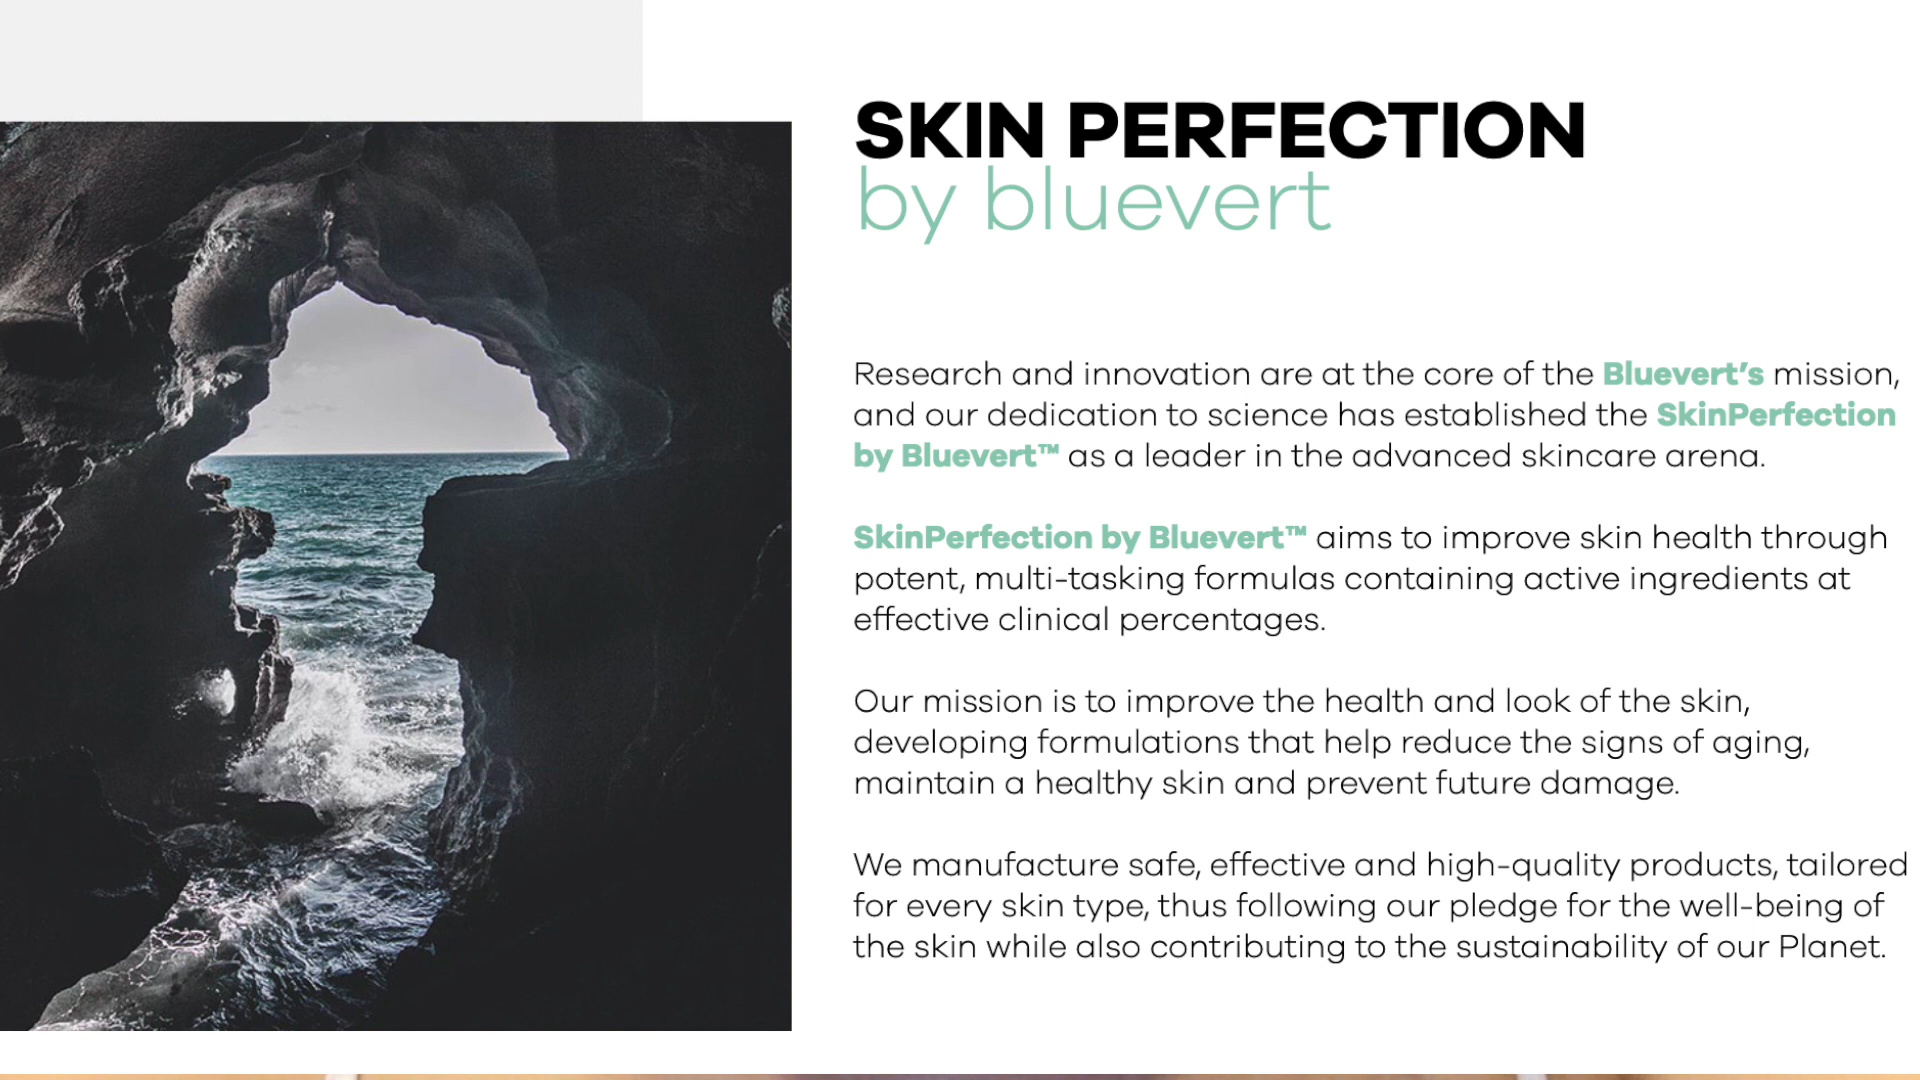 SKIN PERFECTION
by bluevert
Research and innovation are at the core of the Bluevert’s mission,
and our dedication to science has established the SkinPerfection
by Bluevert™ as a leader in the advanced skincare arena.
SkinPerfection by Bluevert™ aims to improve skin health through
potent, multi-tasking formulas containing active ingredients at
effective clinical percentages.
Our mission is to improve the health and look of the skin,
developing formulations that help reduce the signs of aging,
maintain a healthy skin and prevent future damage.
We manufacture safe, effective and high-quality products, tailored
for every skin type, thus following our pledge for the well-being of
the skin while also contributing to the sustainability of our Planet.